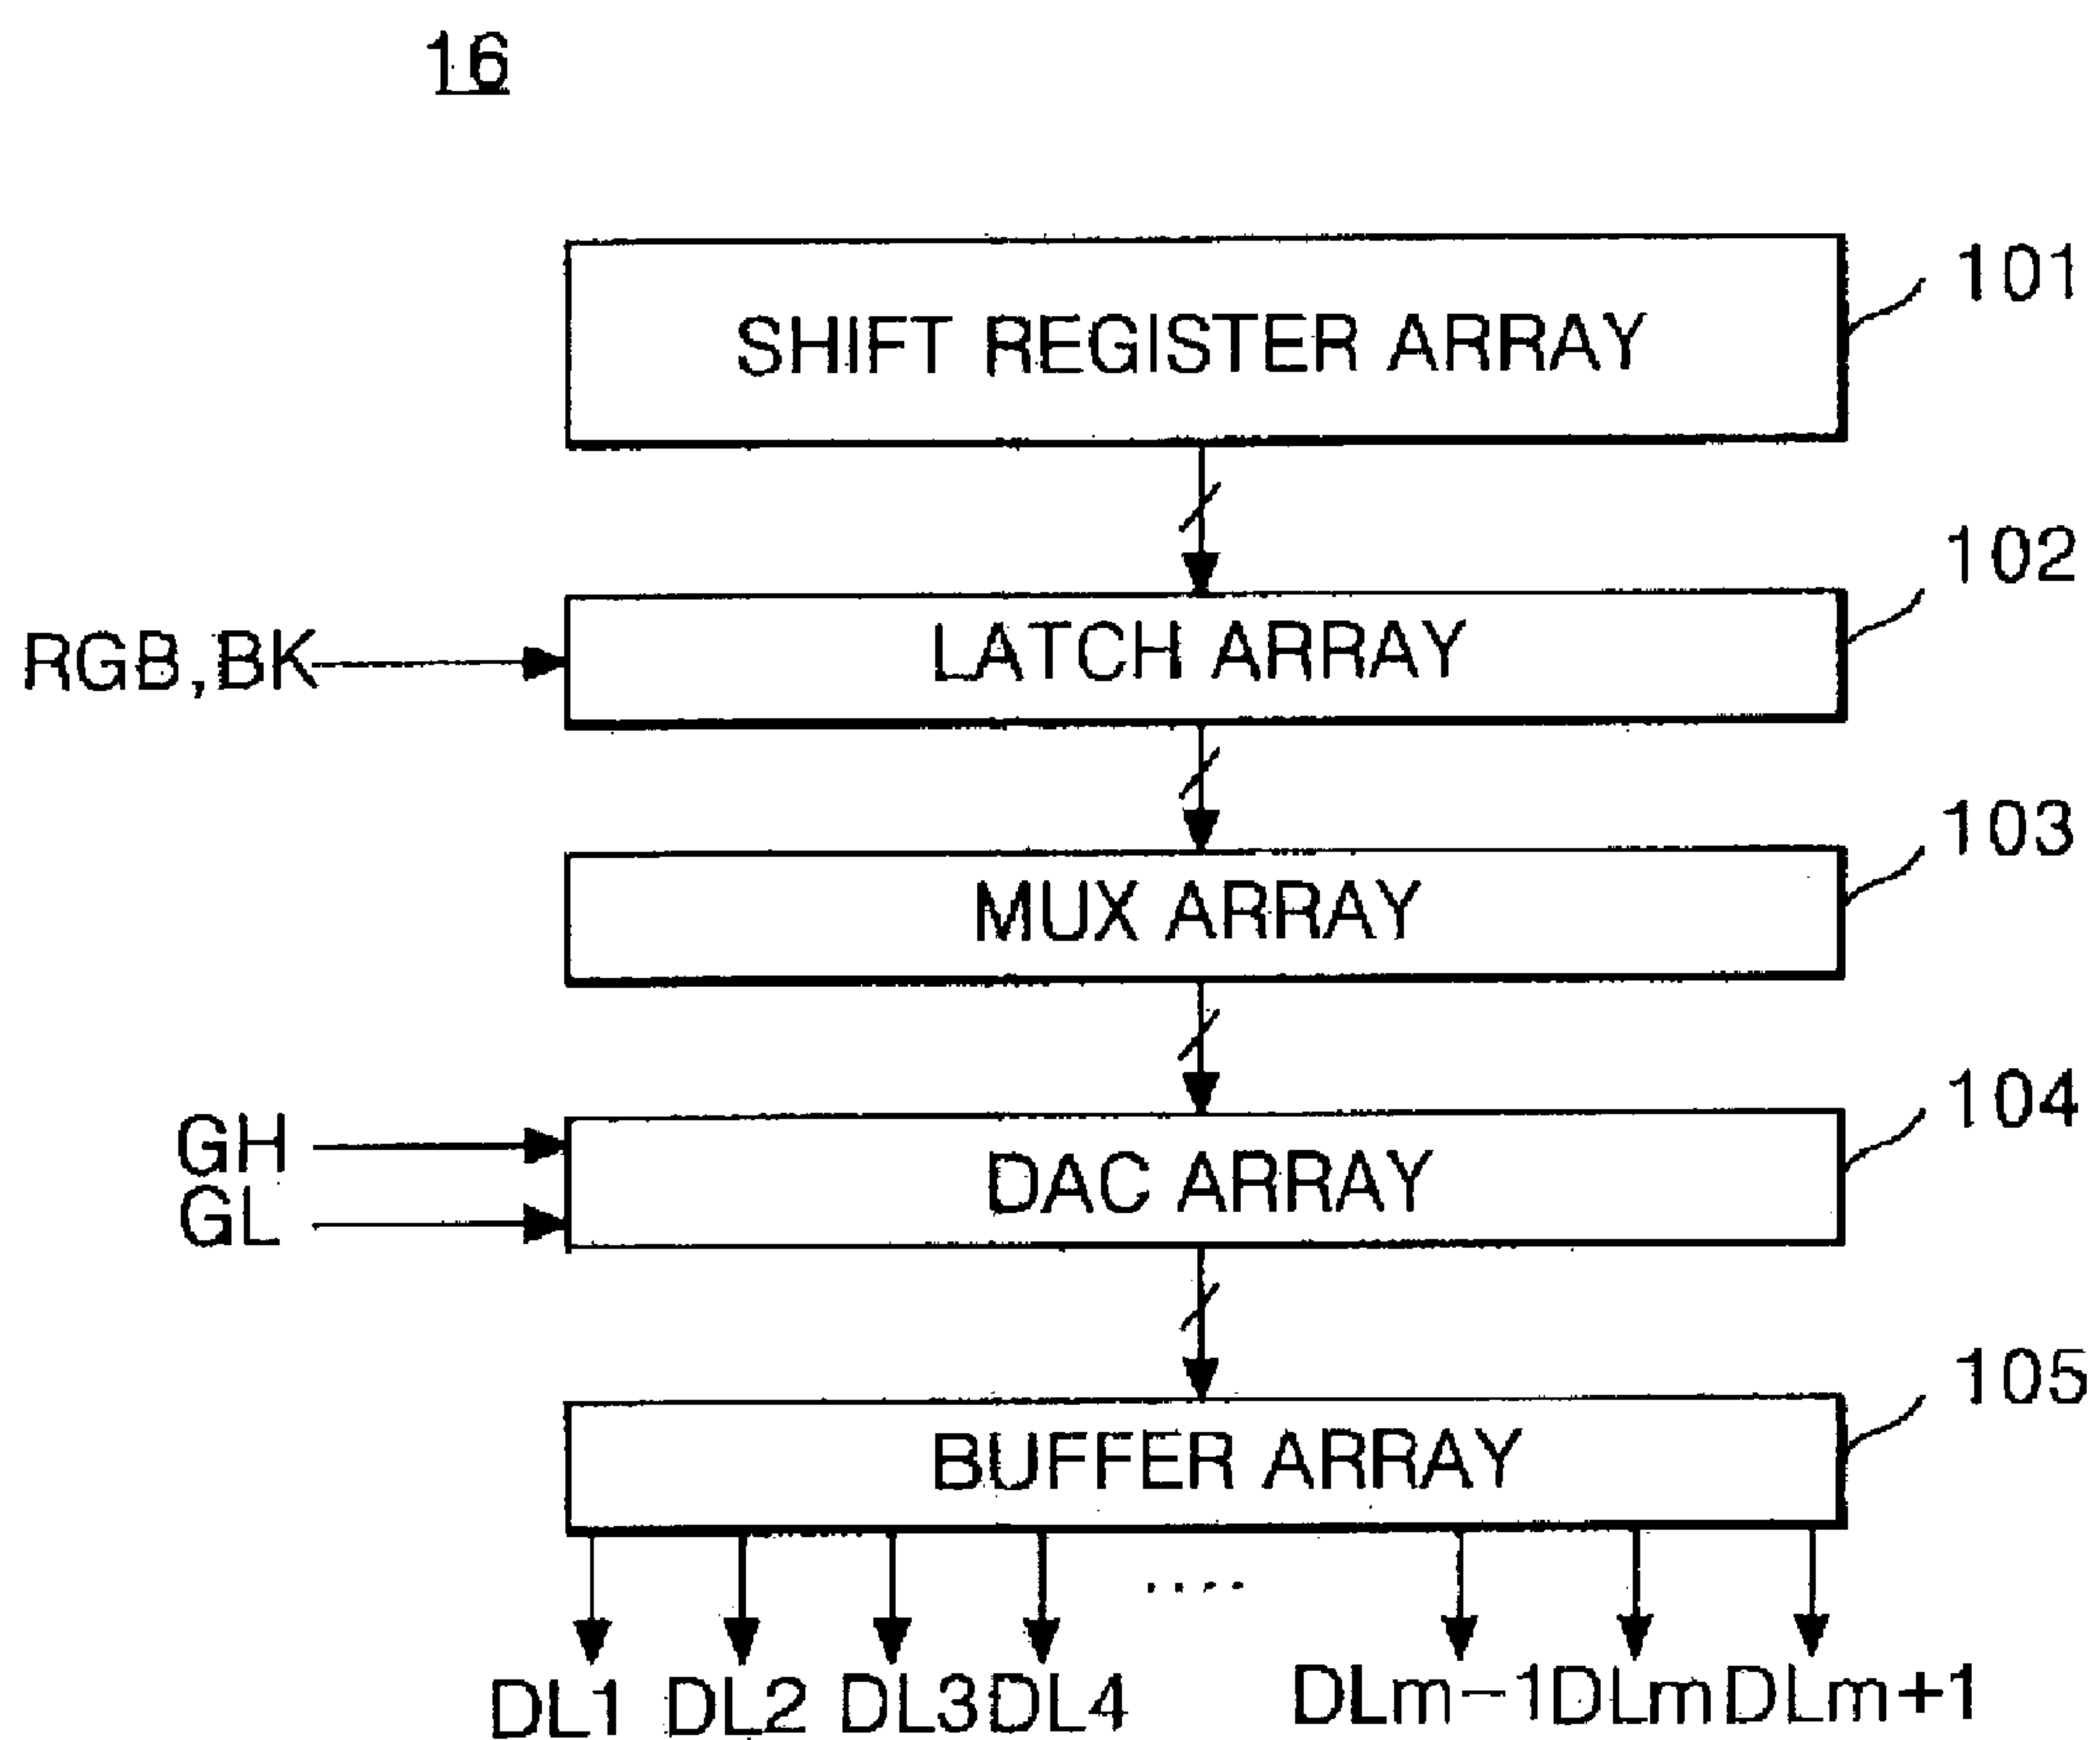 16
SHIFT REGISTER ARRAY
101
102
RGB,BK
LATCH ARRAY
103
MUX ARRAY
104
GH
GL
DAC ARRAY
105
BUFFER ARRAY
....
DL1 DL2 DL3 DL4 DLm-1 DLm DLm+1